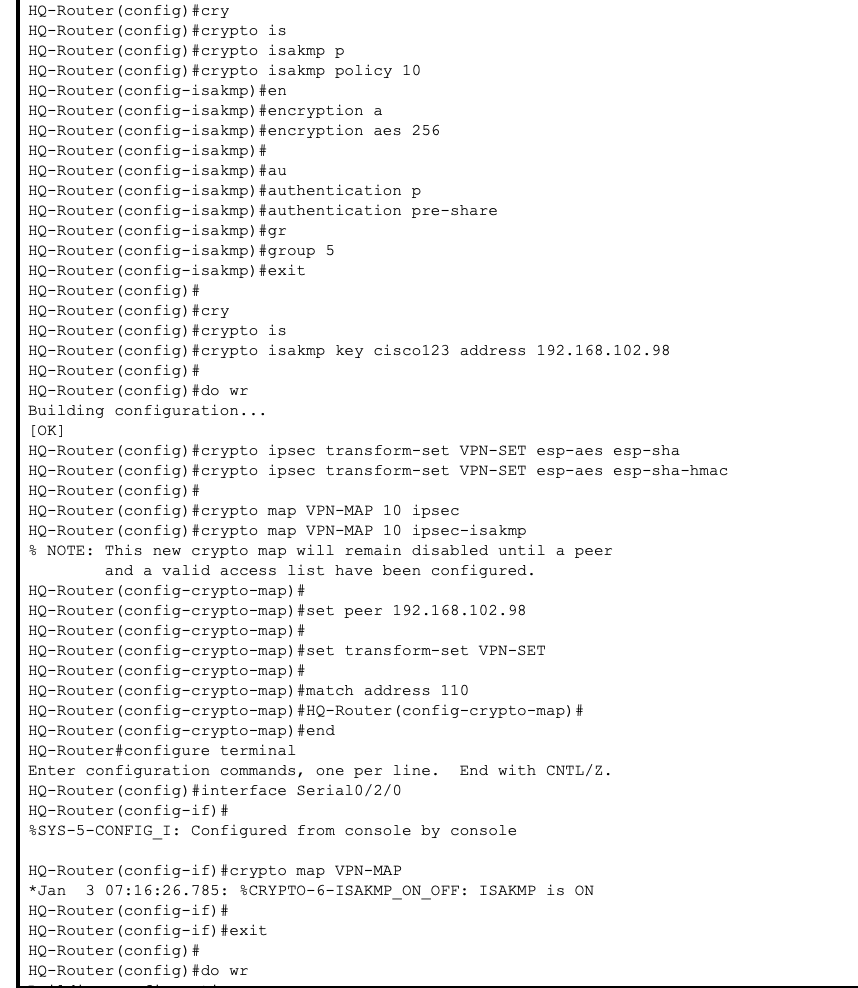 HQ-Router(config)#cry
HQ-Router(config)#crypto is
HQ-Router(config)#crypto isakmp p
HQ-Router(config)#crypto isakmp policy 10
HQ-Router(config-isakmp)#en
HQ-Router(config-isakmp)#encryption a
HQ-Router(config-isakmp)#encryption aes 256
HQ-Router(config-isakmp)#
HQ-Router(config-isakmp)#au
HQ-Router(config-isakmp)#authentication p
HQ-Router(config-isakmp)#authentication pre-share
HQ-Router(config-isakmp)#gr
HQ-Router(config-isakmp)#group 5
HQ-Router(config-isakmp)#exit
HQ-Router(config)#
HQ-Router(config)#cry
HQ-Router(config)#crypto is
HQ-Router(config)#crypto isakmp key cisco123 address 192.168.102.98
HQ-Router(config)#
HQ-Router(config)#do wr
Building configuration...
[OK]
HQ-Router(config)#crypto ipsec transform-set VPN-SET esp-aes esp-sha
HQ-Router(config)#crypto ipsec transform-set VPN-SET esp-aes esp-sha-hmac
HQ-Router(config)#
HQ-Router(config)#crypto map VPN-MAP 10 ipsec
HQ-Router(config)#crypto map VPN-MAP 10 ipsec-isakmp
% NOTE: This new crypto map will remain disabled until a peer
        and a valid access list have been configured.
HQ-Router(config-crypto-map)#
HQ-Router(config-crypto-map)#set peer 192.168.102.98
HQ-Router(config-crypto-map)#
HQ-Router(config-crypto-map)#set transform-set VPN-SET
HQ-Router(config-crypto-map)#
HQ-Router(config-crypto-map)#match address 110
HQ-Router(config-crypto-map)#HQ-Router(config-crypto-map)#
HQ-Router(config-crypto-map)#end
HQ-Router#configure terminal
Enter configuration commands, one per line.  End with CNTL/Z.
HQ-Router(config)#interface Serial0/2/0
HQ-Router(config-if)#
%SYS-5-CONFIG_I: Configured from console by console

HQ-Router(config-if)#crypto map VPN-MAP
*Jan  3 07:16:26.785: %CRYPTO-6-ISAKMP_ON_OFF: ISAKMP is ON
HQ-Router(config-if)#
HQ-Router(config-if)#exit
HQ-Router(config)#
HQ-Router(config)#do wr